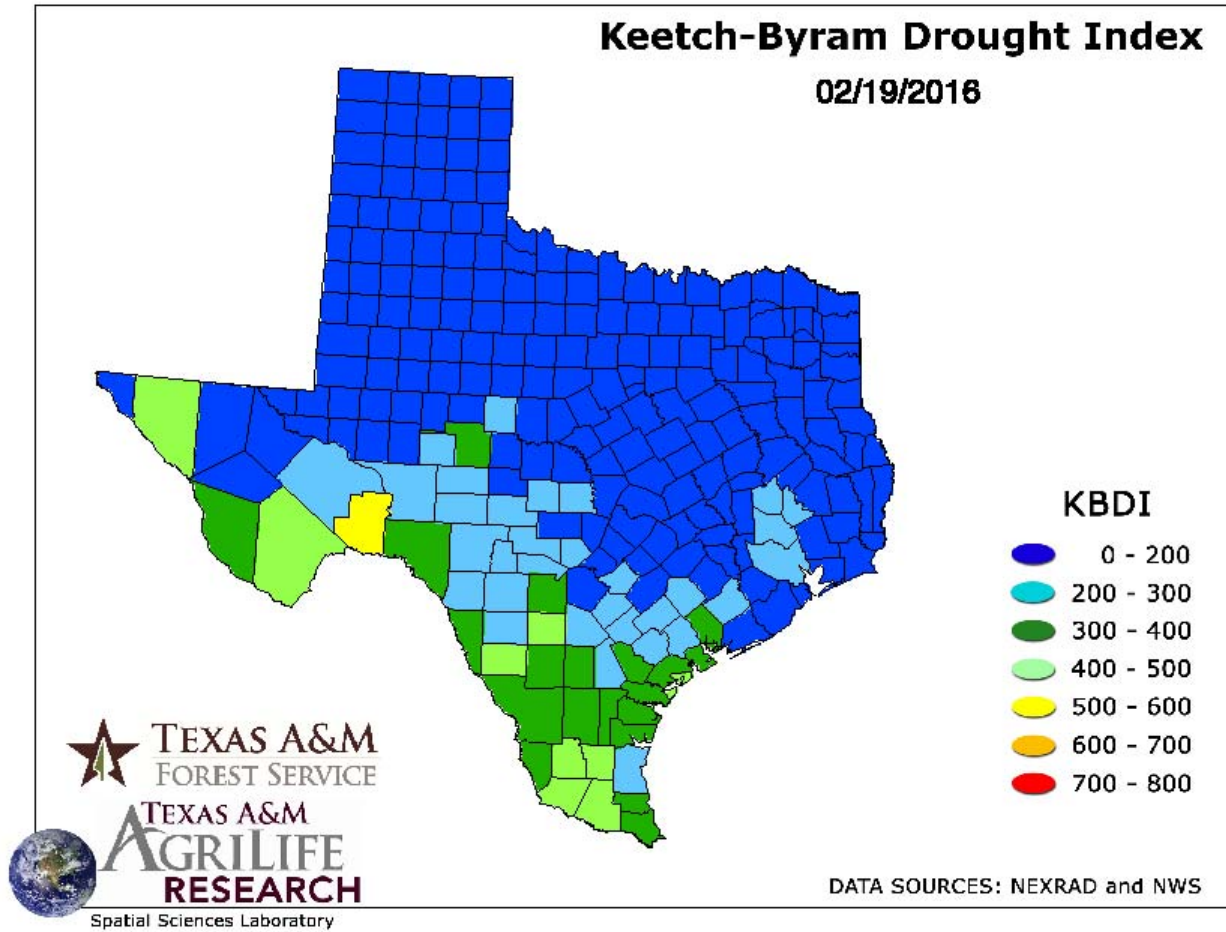 Keetch-Byram Drought Index
02/19/2016
KBDI
0 - 200
200 - 300
300 - 400
400 - 500
500 - 600
600 - 700
700 - 800
TEXAS A&M
FOREST SERVICE
TEXAS A&M
AGRILIFE
RESEARCH
Spatial Sciences Laboratory
DATA SOURCES: NEXRAD and NWS